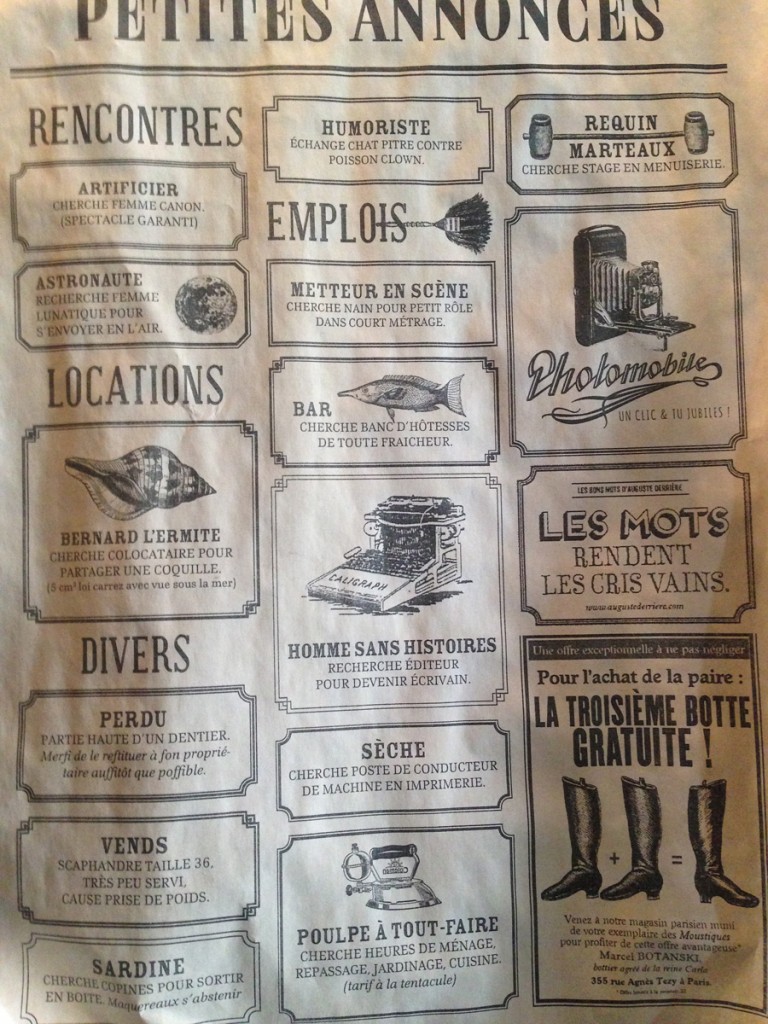 PETITES ANNONCES
RENCONTRES
ARTIFICIER
CHERCHE FEMME CANON.
(SPECTACLE GARANTI)
ASTRONAUTE
RECHERCHE FEMME
LUNATIQUE POUR
S'ENVOYER EN L'AIR.
LOCATIONS
BERNARD L'ERMITE
CHERCHE COLOCATAIRE POUR
PARTAGER UNE COQUILLE.
(5 cm² loi carrez avec vue sous la mer)
DIVERS
PERDU
PARTIE HAUTE D'UN DENTIER.
Merfi de le reftituer à fon proprié-
taire auffitôt que poffible.
VENDS
SCAPHANDRE TAILLE 36,
TRÈS PEU SERVI,
CAUSE PRISE DE POIDS.
SARDINE
CHERCHE COPINES POUR SORTIR
EN BOITE. Maquereaux s'abstenir
HUMORISTE
ÉCHANGE CHAT PITRE CONTRE
POISSON CLOWN.
EMPLOIS
METTEUR EN SCÈNE
CHERCHE NAIN POUR PETIT RÔLE
DANS COURT MÉTRAGE.
BAR
CHERCHE BANC D'HÔTESSES
DE TOUTE FRAICHEUR.
CALIGRAPH
HOMME SANS HISTOIRES
RECHERCHE ÉDITEUR
POUR DEVENIR ÉCRIVAIN.
SÈCHE
CHERCHE POSTE DE CONDUCTEUR
DE MACHINE EN IMPRIMERIE.
POULPE À TOUT-FAIRE
CHERCHE HEURES DE MÉNAGE,
REPASSAGE, JARDINAGE, CUISINE.
(tarif à la tentacule)
REQUIN
MARTEAUX
CHERCHE STAGE EN MENUISERIE.
Photomobile
UN CLIC & TU JUBILES !
LES BONS MOTS D'AUGUSTE DERRIÈRE
LES MOTS
RENDENT
LES CRIS VAINS.
www.augustederriere.com
Une offre exceptionnelle à ne pas négliger
Pour l'achat de la paire :
LA TROISIÈME BOTTE
GRATUITE !
+ =
Venez à notre magasin parisien muni
de votre exemplaire des Moustiques
pour profiter de cette offre avantageuse*
Marcel BOTANSKI,
bottier agréé de la reine Carla
355 rue Agnès Tezy à Paris.